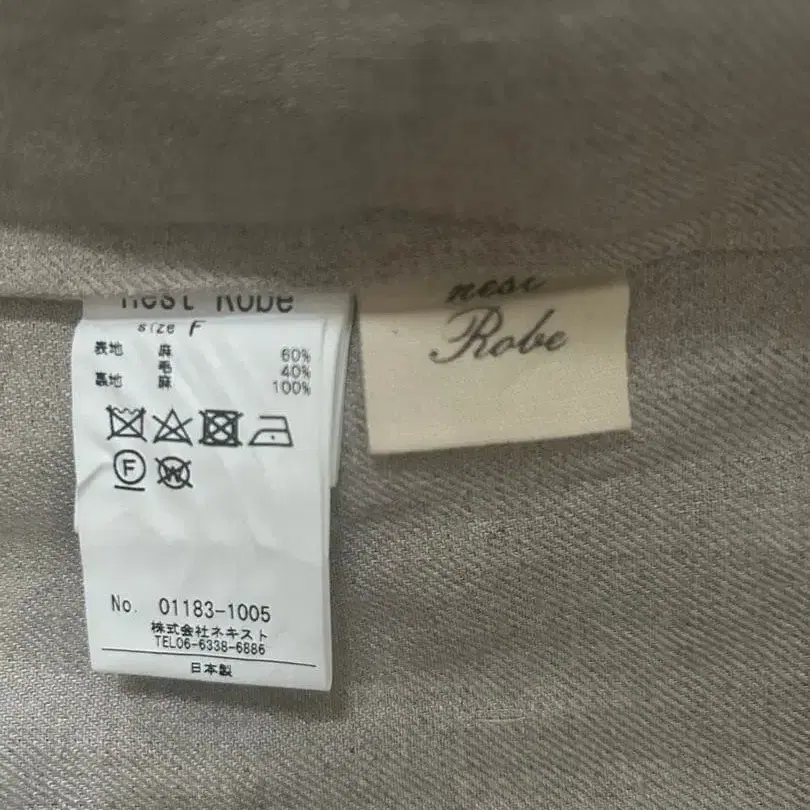 nest Robe
size F
表地 麻 60%
毛 40%
裏地 麻 100%
F
W
No. 01183-1005
株式会社ネキスト
TEL06-6338-6886
日本製
nest
Robe